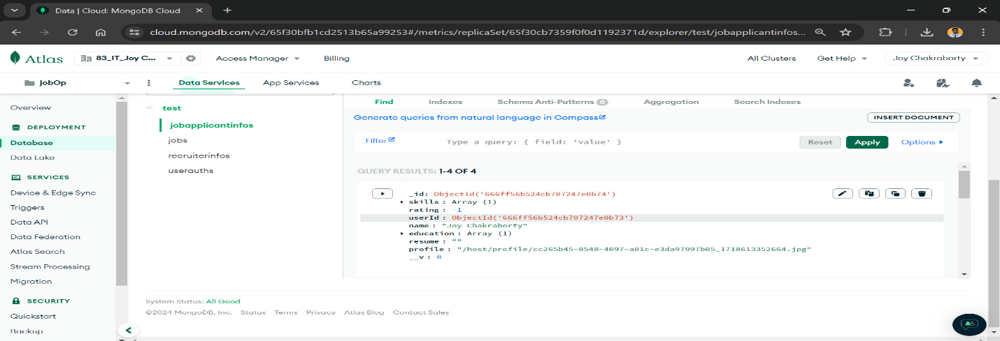 Data | Cloud: MongoDB Cloud
cloud.mongodb.com/v2/65f30bfb1cd2513b65a99253#/metrics/replicaSet/65f30cb7359f0f0d1192371d/explorer/test/jobapplicantinfos...
Atlas 83_IT_Joy C... Access Manager Billing All Clusters Get Help Joy Chakraborty
JobOp Data Services App Services Charts
Overview
DEPLOYMENT
Database
Data Lake
SERVICES
Device & Edge Sync
Triggers
Data API
Data Federation
Atlas Search
Stream Processing
Migration
SECURITY
Quickstart
Backup
test
jobapplicantinfos
jobs
recruiterinfos
userauths
Find Indexes Schema Anti-Patterns 0 Aggregation Search Indexes
Generate queries from natural language in Compass
INSERT DOCUMENT
Filter Type a query: { field: 'value' } Reset Apply Options
QUERY RESULTS: 1-4 OF 4
_id: ObjectId('666ff56b524cb707247e0b74')
skills: Array (1)
rating: -1
userId: ObjectId('666ff56b524cb707247e0b73')
name: "Joy Chakraborty"
education: Array (1)
resume: ""
profile: "/host/profile/cc265b45-0548-4097-a01c-e3da97997b05_1718613352664.jpg"
__v: 0
System Status: All Good
©2024 MongoDB, Inc. Status Terms Privacy Atlas Blog Contact Sales